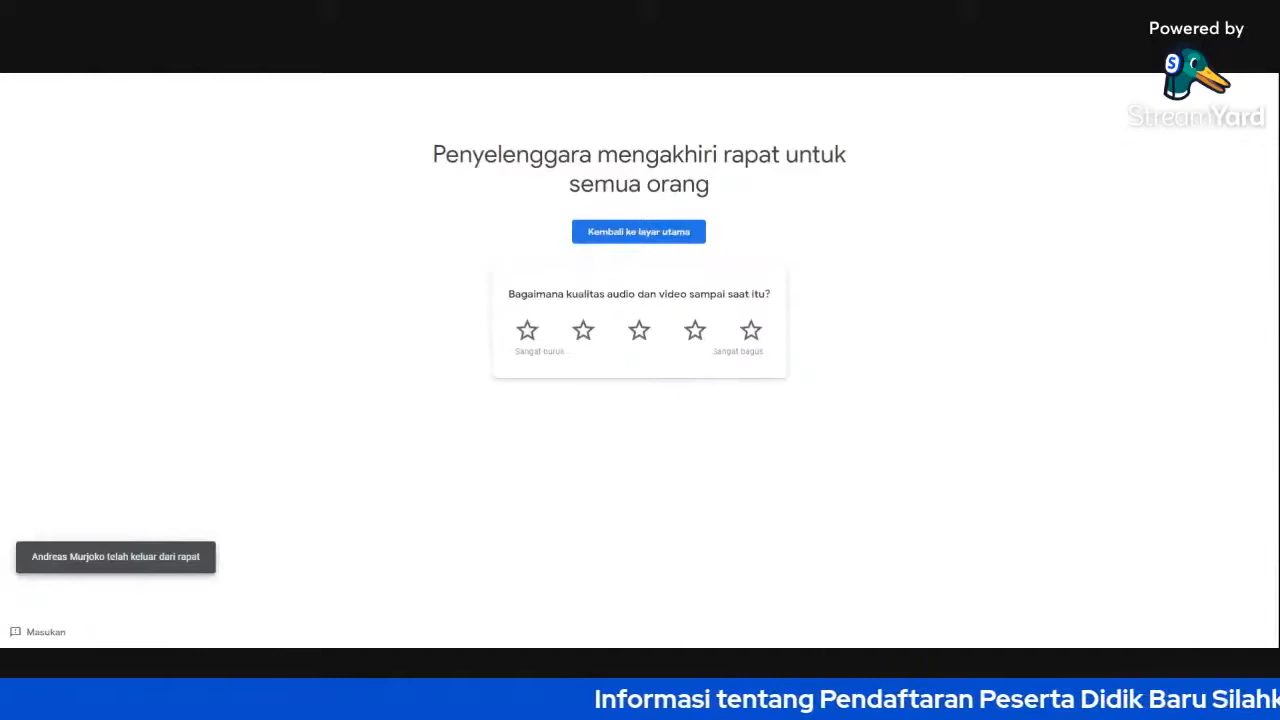 Powered by
StreamYard
Penyelenggara mengakhiri rapat untuk
semua orang
Kembali ke layar utama
Bagaimana kualitas audio dan video sampai saat itu?
Sangat buruk
Sangat bagus
Andreas Murjoko telah keluar dari rapat
Masukan
Informasi tentang Pendaftaran Peserta Didik Baru Silahk